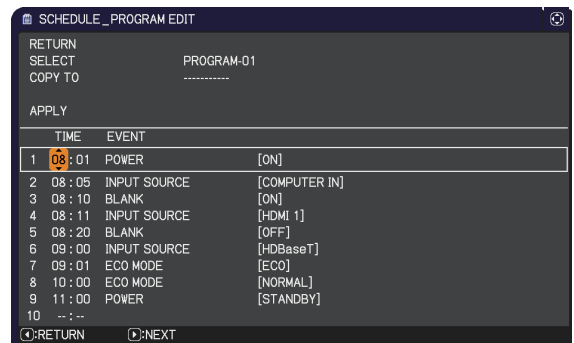 SCHEDULE_PROGRAM EDIT
RETURN
SELECT PROGRAM-01
COPY TO -----------
APPLY
TIME EVENT
1 08:01 POWER [ON]
2 08:05 INPUT SOURCE [COMPUTER IN]
3 08:10 BLANK [ON]
4 08:11 INPUT SOURCE [HDMI 1]
5 08:20 BLANK [OFF]
6 09:00 INPUT SOURCE [HDBaseT]
7 09:01 ECO MODE [ECO]
8 10:00 ECO MODE [NORMAL]
9 11:00 POWER [STANDBY]
10 --:--
:RETURN :NEXT